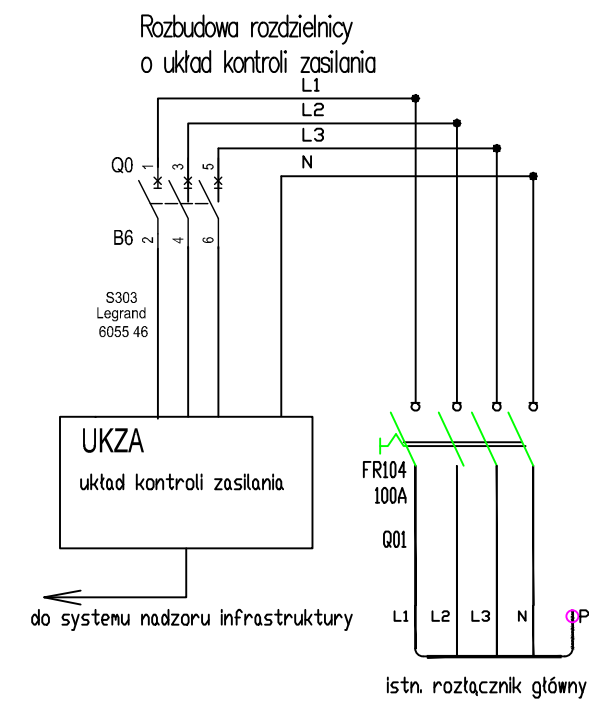 Rozbudowa rozdzielnicy
o układ kontroli zasilania
L1
L2
L3
N
Q0 1 3 5
B6 2 4 6
S303
Legrand
6055 46
UKZA
układ kontroli zasilania
FR104
100A
Q01
L1 L2 L3 N P
do systemu nadzoru infrastruktury
istn. rozłącznik główny